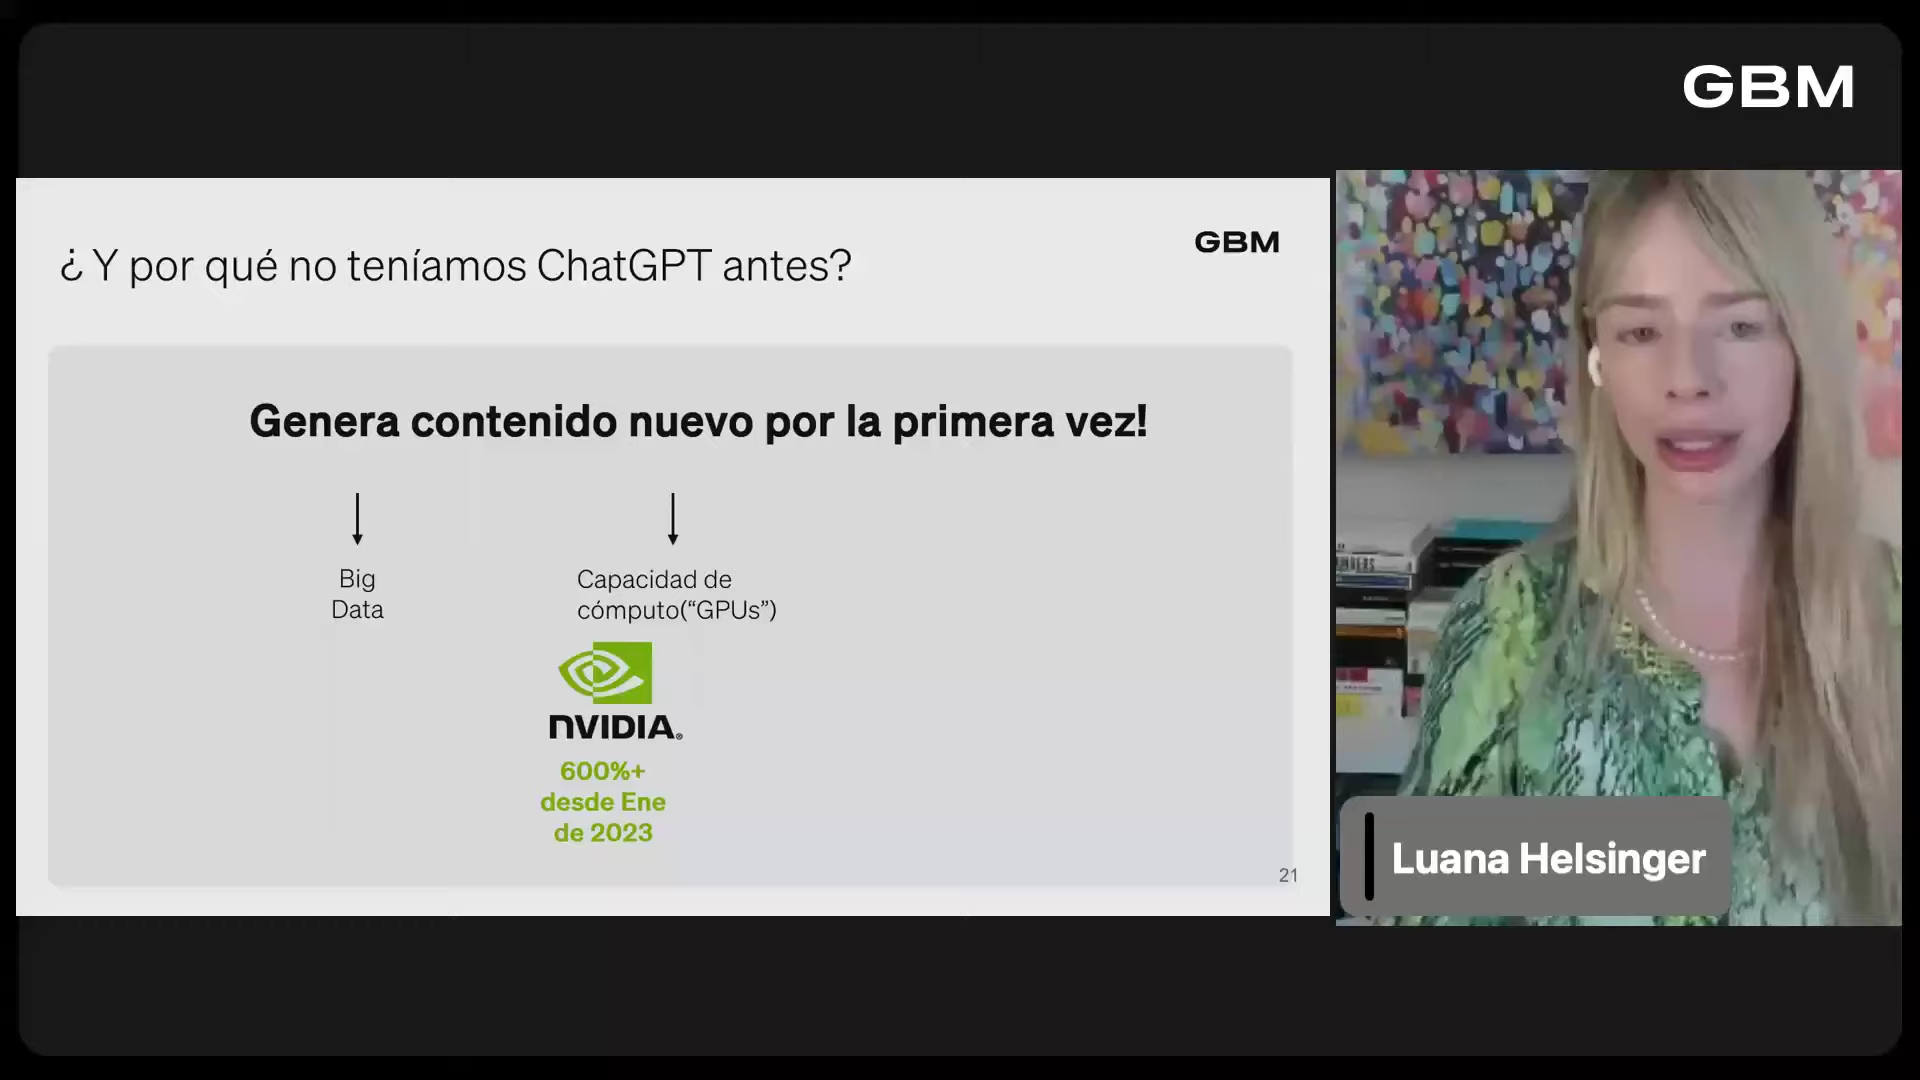 GBM
¿ Y por qué no teníamos ChatGPT antes?
GBM
Genera contenido nuevo por la primera vez!
Big
Data
Capacidad de
cómputo(“GPUs”)
NVIDIA®
600%+
desde Ene
de 2023
21
Luana Helsinger